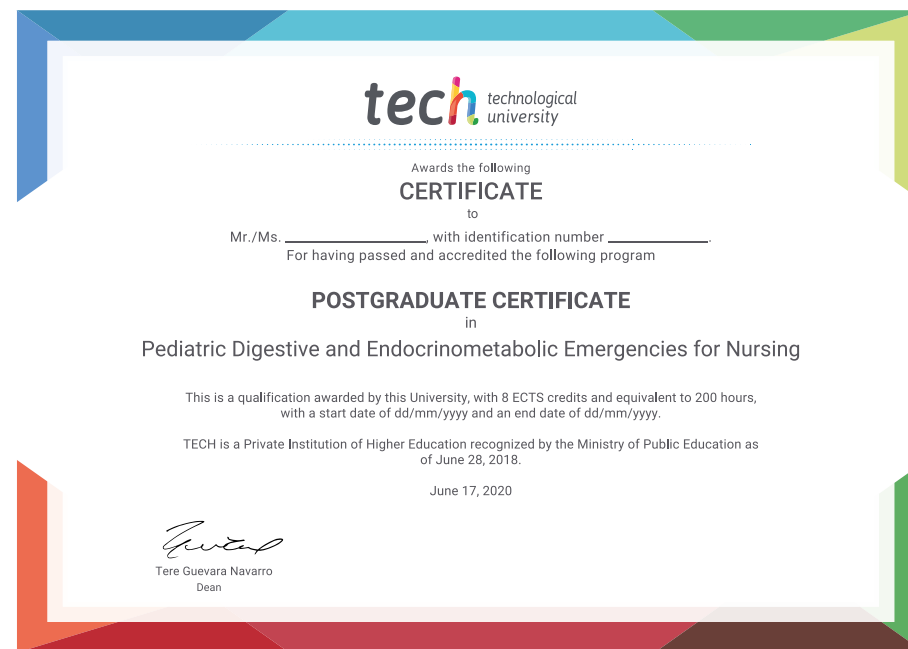 tech technological
university
Awards the following
CERTIFICATE
to
Mr./Ms. ____________, with identification number ____________.
For having passed and accredited the following program
POSTGRADUATE CERTIFICATE
in
Pediatric Digestive and Endocrinometabolic Emergencies for Nursing
This is a qualification awarded by this University, with 8 ECTS credits and equivalent to 200 hours,
with a start date of dd/mm/yyyy and an end date of dd/mm/yyyy.
TECH is a Private Institution of Higher Education recognized by the Ministry of Public Education as
of June 28, 2018.
June 17, 2020
Tere Guevara Navarro
Dean